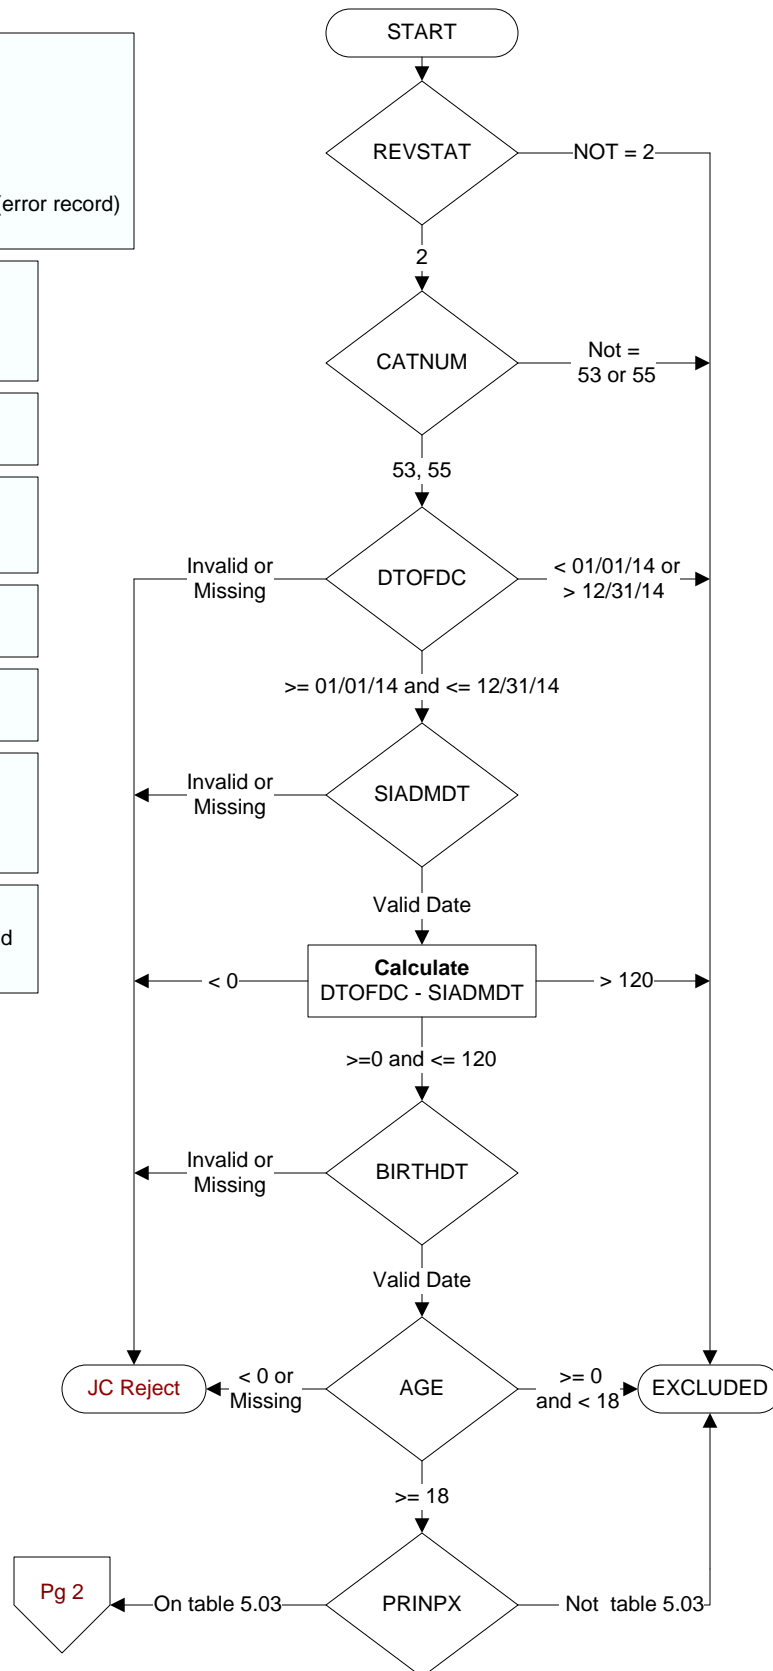 START
REVSTAT
NOT = 2
(error record)
2
CATNUM
Not =
53 or 55
53, 55
Invalid or
Missing
DTOFDC
< 01/01/14 or
> 12/31/14
>= 01/01/14 and <= 12/31/14
Invalid or
Missing
SIADMDT
Valid Date
d
< 0
Calculate
DTOFDC - SIADMDT
> 120
>=0 and <= 120
Invalid or
Missing
BIRTHDT
Valid Date
JC Reject
< 0 or
Missing
AGE
>= 0
and < 18
EXCLUDED
>= 18
Pg 2
On table 5.03
PRINPX
Not table 5.03